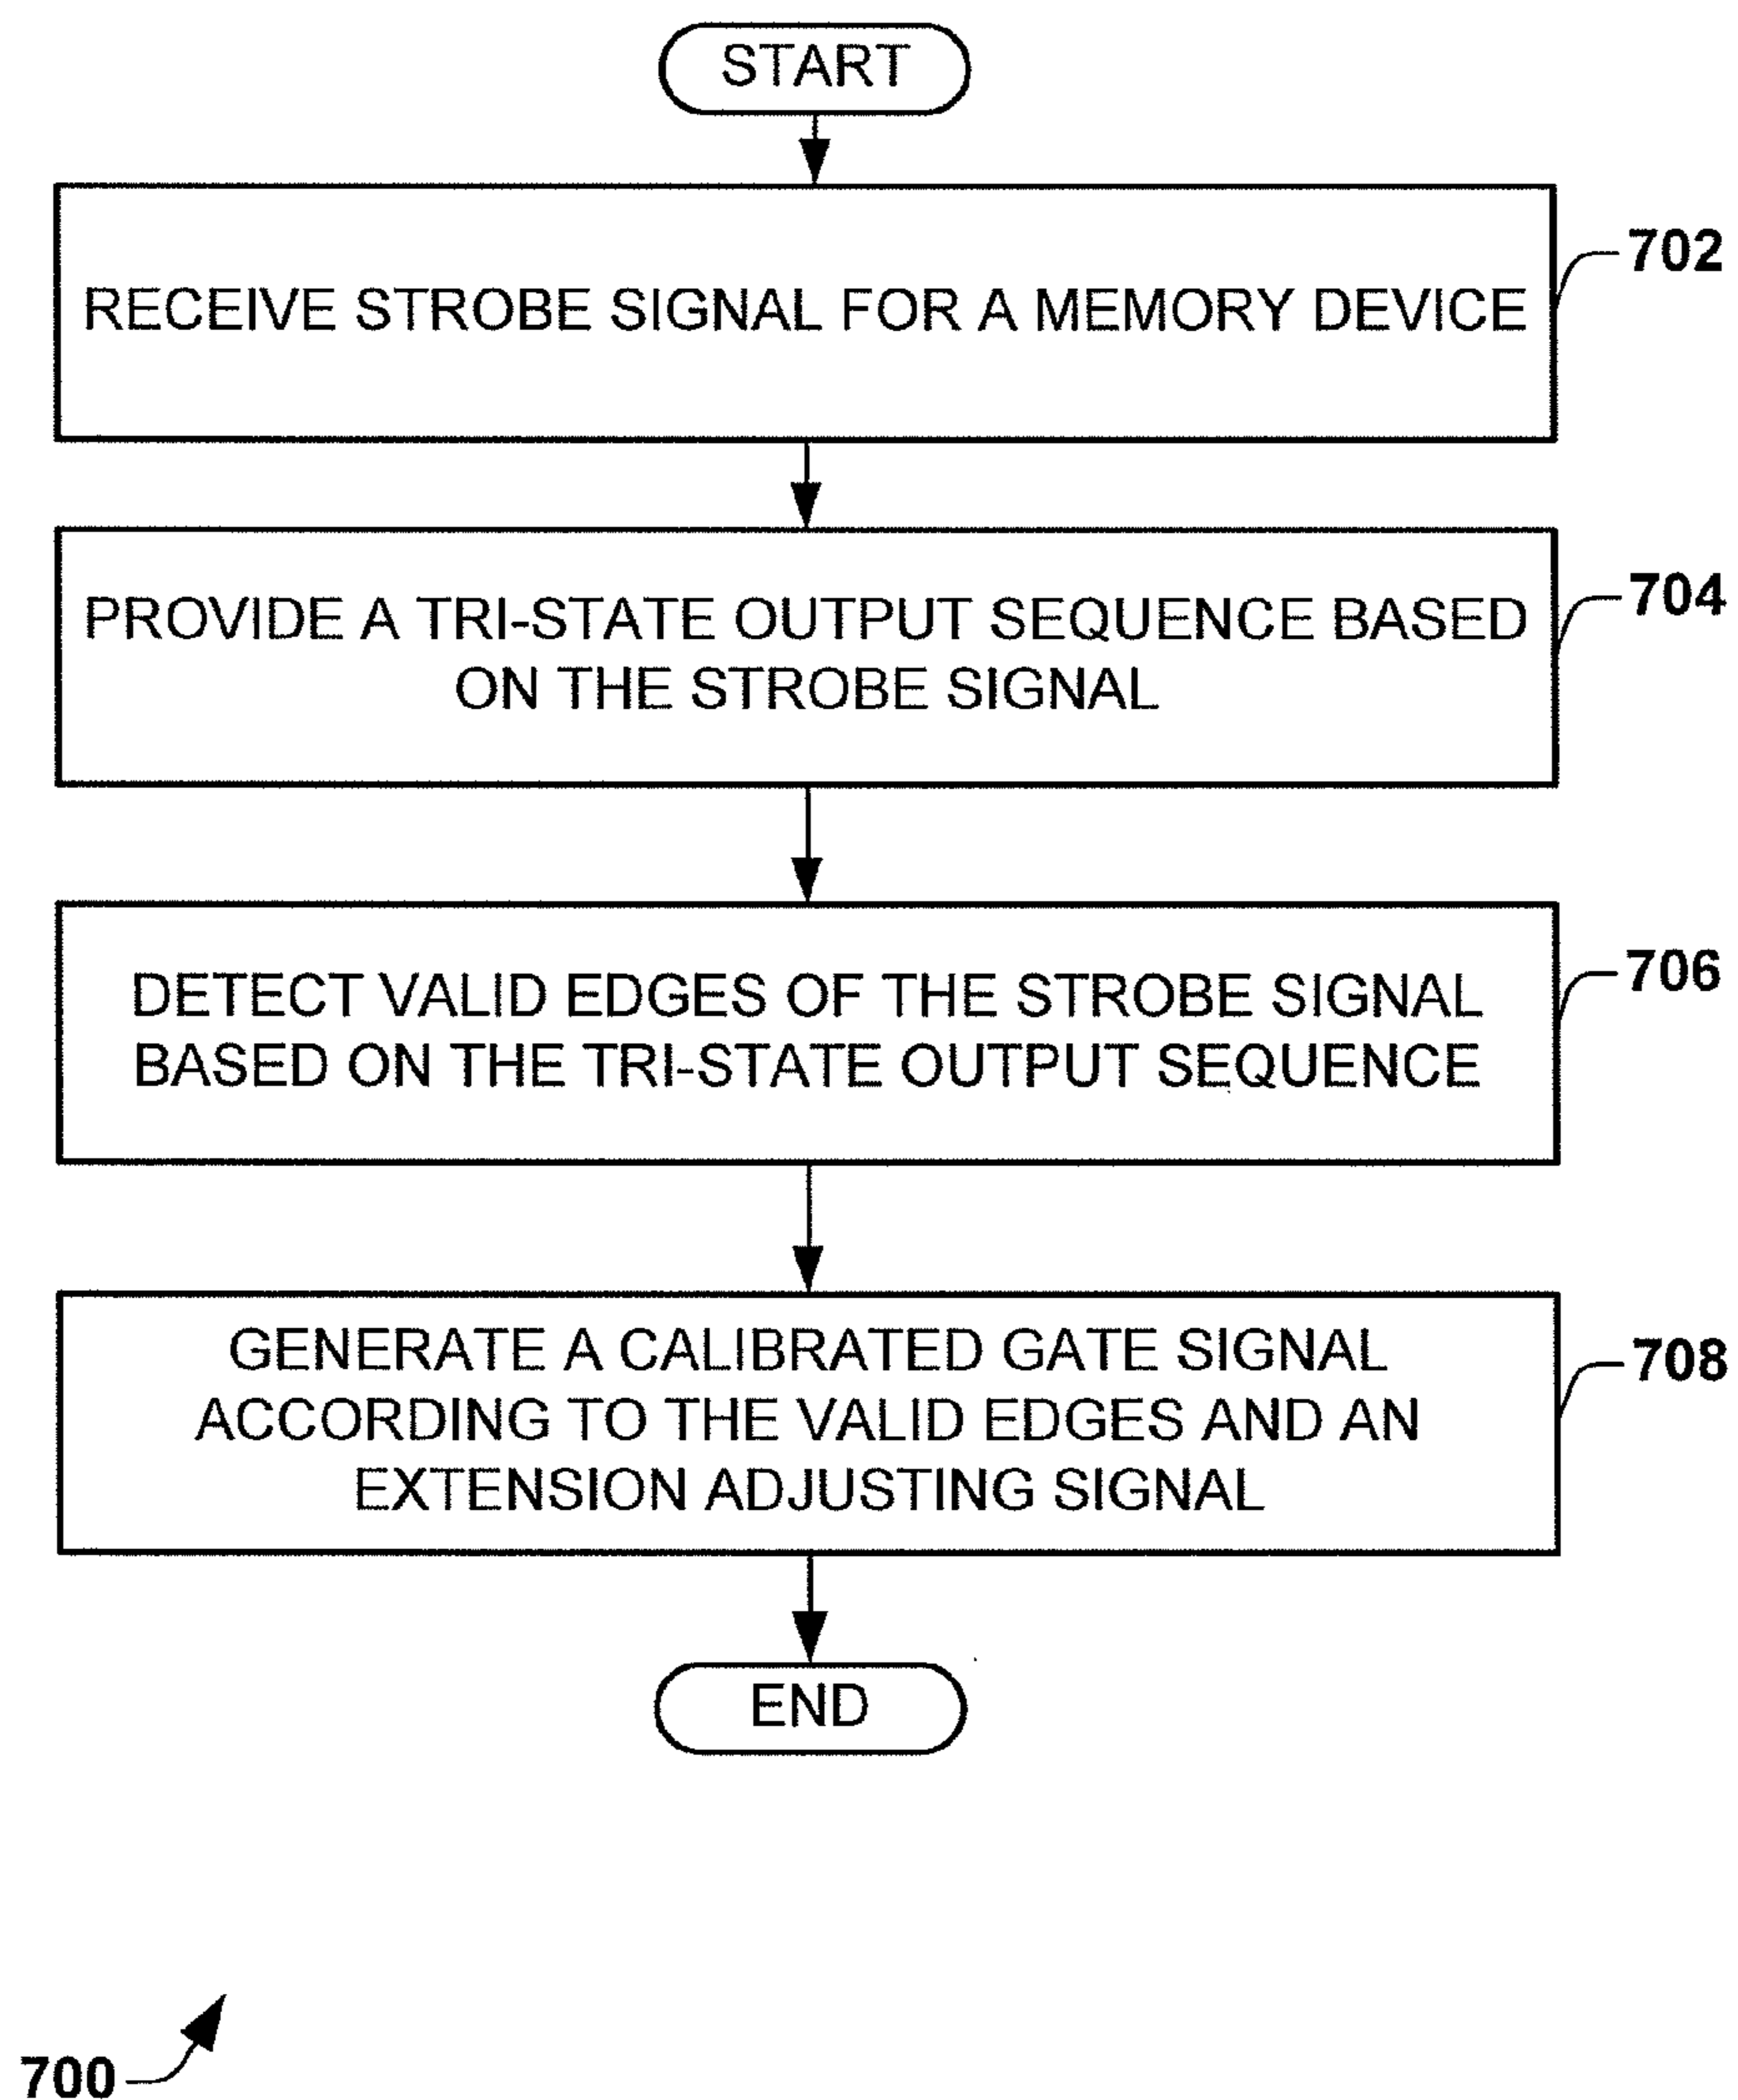 START
RECEIVE STROBE SIGNAL FOR A MEMORY DEVICE
702
PROVIDE A TRI-STATE OUTPUT SEQUENCE BASED
ON THE STROBE SIGNAL
704
DETECT VALID EDGES OF THE STROBE SIGNAL
BASED ON THE TRI-STATE OUTPUT SEQUENCE
706
GENERATE A CALIBRATED GATE SIGNAL
ACCORDING TO THE VALID EDGES AND AN
EXTENSION ADJUSTING SIGNAL
708
END
700